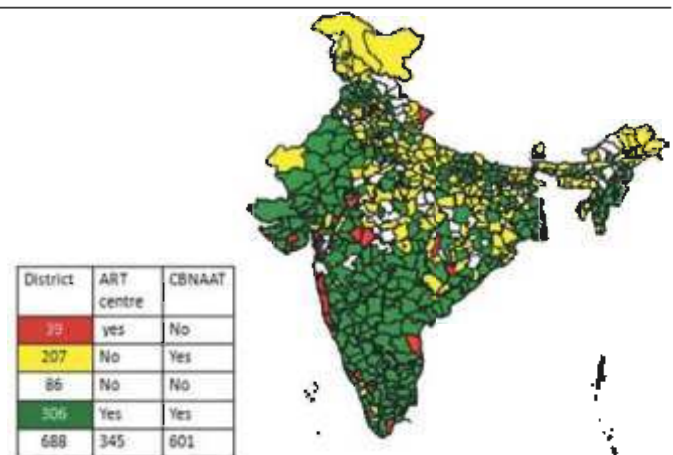 District ART centre CBNAAT
39 yes No
207 No Yes
86 No No
306 Yes Yes
688 345 601